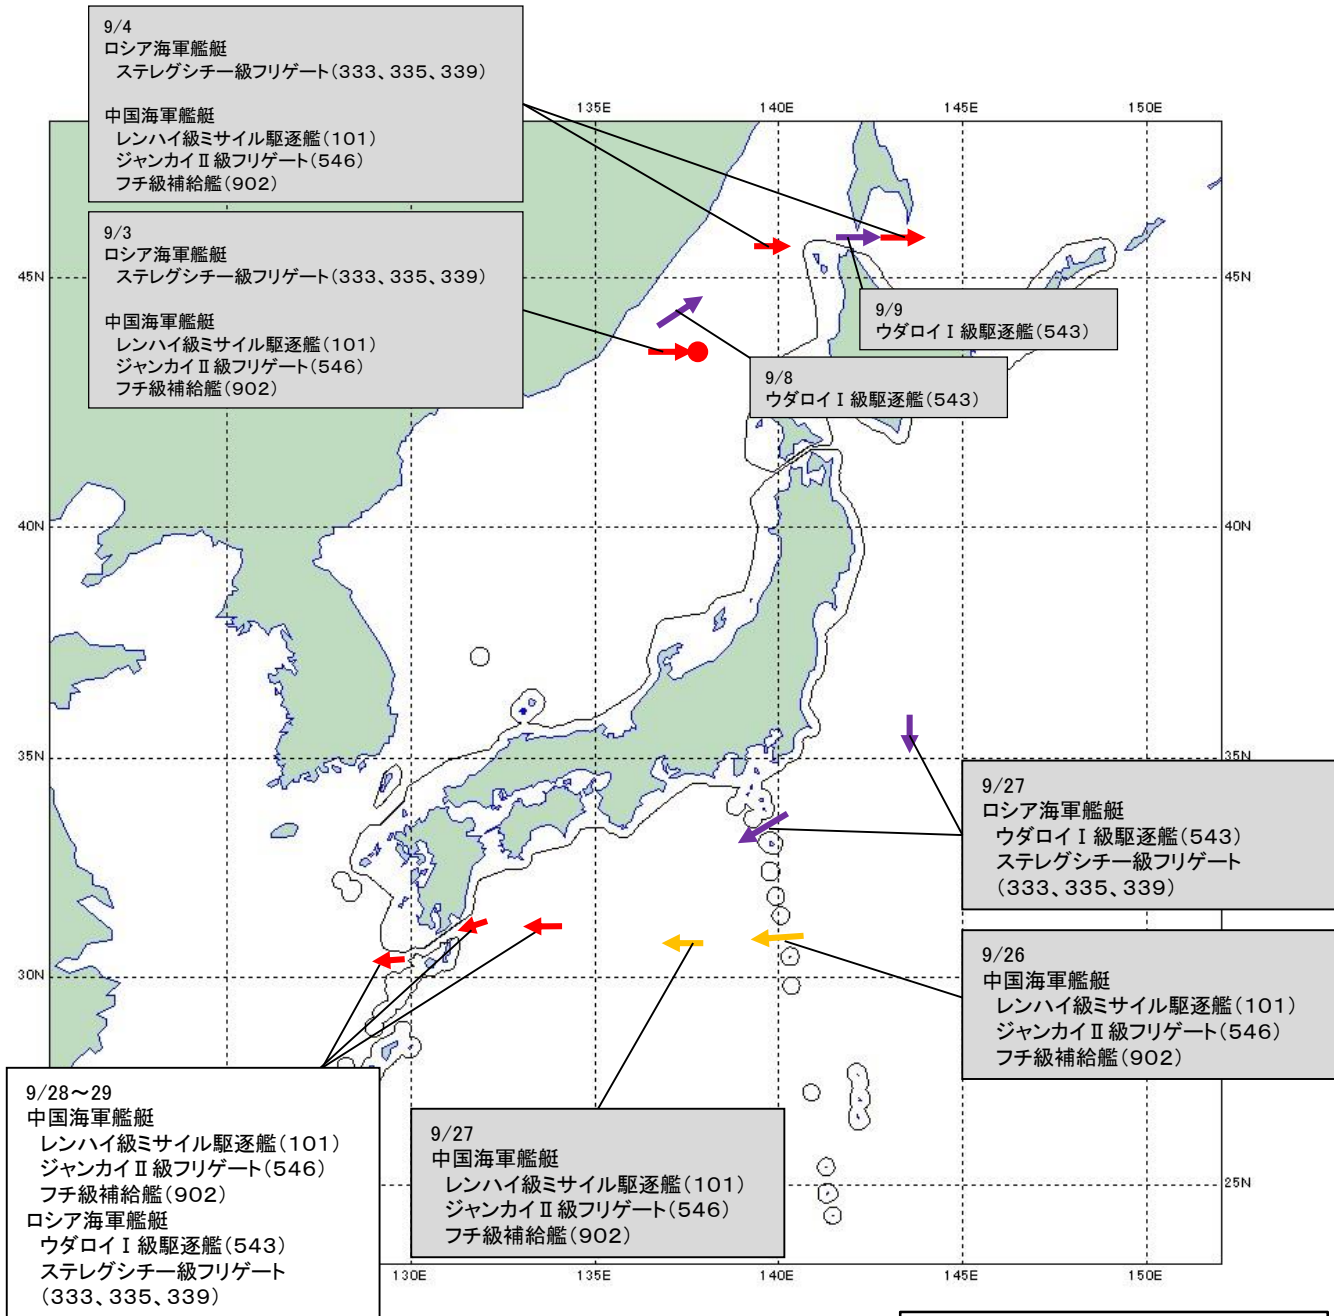 9/4
ロシア海軍艦艇
ステレグシチー級フリゲート(333、335、339)
中国海軍艦艇
レンハイ級ミサイル駆逐艦(101)
ジャンカイⅡ級フリゲート(546)
フチ級補給艦(902)
135E
140E
145E
150E
9/3
ロシア海軍艦艇
ステレグシチー級フリゲート(333、335、339)
中国海軍艦艇
レンハイ級ミサイル駆逐艦(101)
ジャンカイⅡ級フリゲート(546)
フチ級補給艦(902)
45N
45N
9/9
ウダロイⅠ級駆逐艦(543)
9/8
ウダロイⅠ級駆逐艦(543)
40N
40N
35N
35N
9/27
ロシア海軍艦艇
ウダロイⅠ級駆逐艦(543)
ステレグシチー級フリゲート
(333、335、339)
9/26
中国海軍艦艇
レンハイ級ミサイル駆逐艦(101)
ジャンカイⅡ級フリゲート(546)
フチ級補給艦(902)
30N
9/28～29
中国海軍艦艇
レンハイ級ミサイル駆逐艦(101)
ジャンカイⅡ級フリゲート(546)
フチ級補給艦(902)
ロシア海軍艦艇
ウダロイⅠ級駆逐艦(543)
ステレグシチー級フリゲート
(333、335、339)
9/27
中国海軍艦艇
レンハイ級ミサイル駆逐艦(101)
ジャンカイⅡ級フリゲート(546)
フチ級補給艦(902)
25N
130E
135E
140E
145E
150E